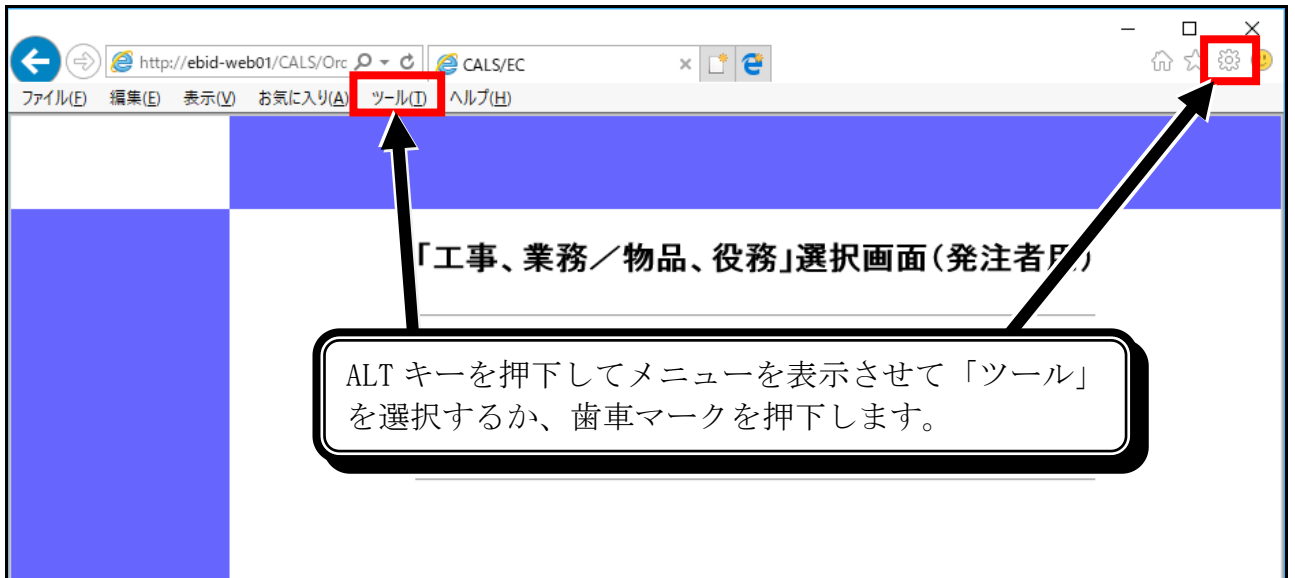 http://ebid-web01/CALS/Orc
CALS/EC
ファイル(F) 編集(E) 表示(V) お気に入り(A) ツール(T) ヘルプ(H)
「工事、業務／物品、役務」選択画面(発注者用)
ALT キーを押下してメニューを表示させて「ツール」
を選択するか、歯車マークを押下します。